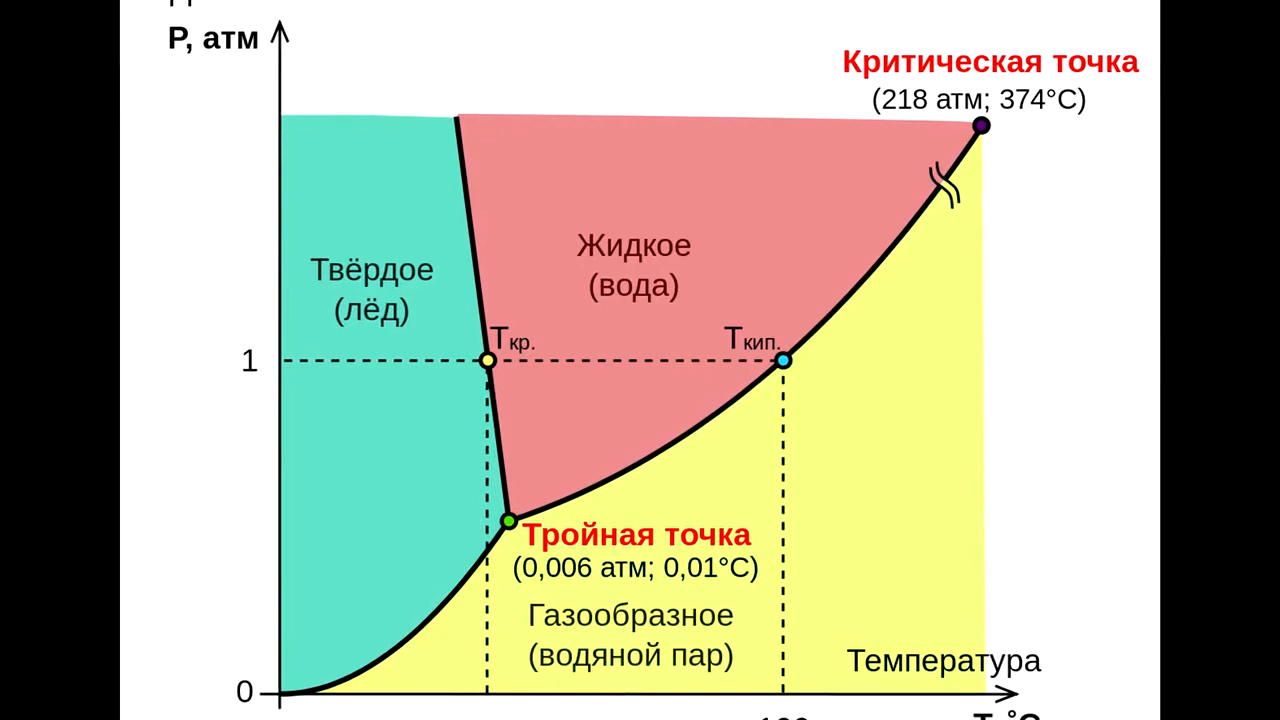 P, атм
Критическая точка
(218 атм; 374°C)
Твёрдое
(лёд)
Жидкое
(вода)
Tкр.
Tкип.
1
Тройная точка
(0,006 атм; 0,01°C)
Газообразное
(водяной пар)
Температура
0